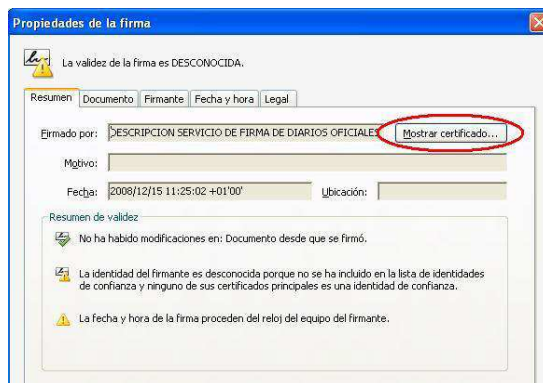 Propiedades de la firma
La validez de la firma es DESCONOCIDA.
Resumen Documento Firmante Fecha y hora Legal
Firmado por: DESCRIPCION SERVICIO DE FIRMA DE DIARIOS OFICIALES Mostrar certificado...
Motivo:
Fecha: 2008/12/15 11:25:02 +01'00' Ubicación:
Resumen de validez
No ha habido modificaciones en: Documento desde que se firmó.
La identidad del firmante es desconocida porque no se ha incluido en la lista de identidades
de confianza y ninguno de sus certificados principales es una identidad de confianza.
La fecha y hora de la firma proceden del reloj del equipo del firmante.